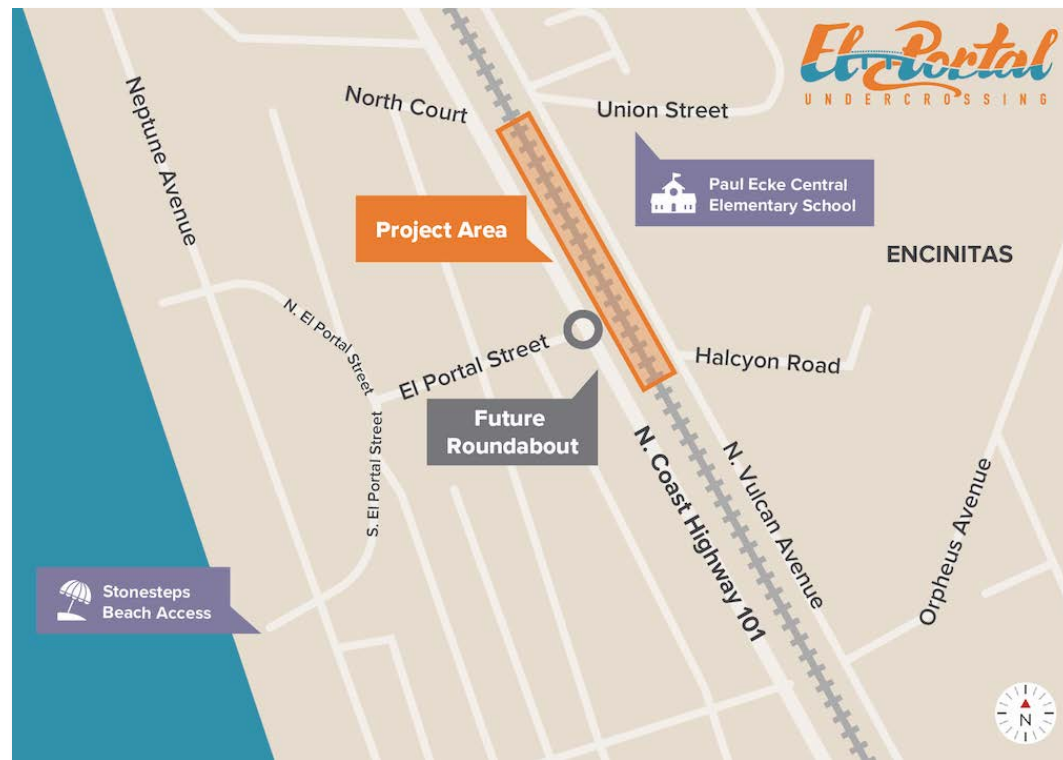 El Portal
UNDERCROSSING
North Court
Union Street
Neptune Avenue
Paul Ecke Central
Elementary School
Project Area
ENCINITAS
N. El Portal Street
El Portal Street
Halcyon Road
Future
Roundabout
S. El Portal Street
N. Coast Highway 101
N. Vulcan Avenue
Orpheus Avenue
Stonesteps
Beach Access
N